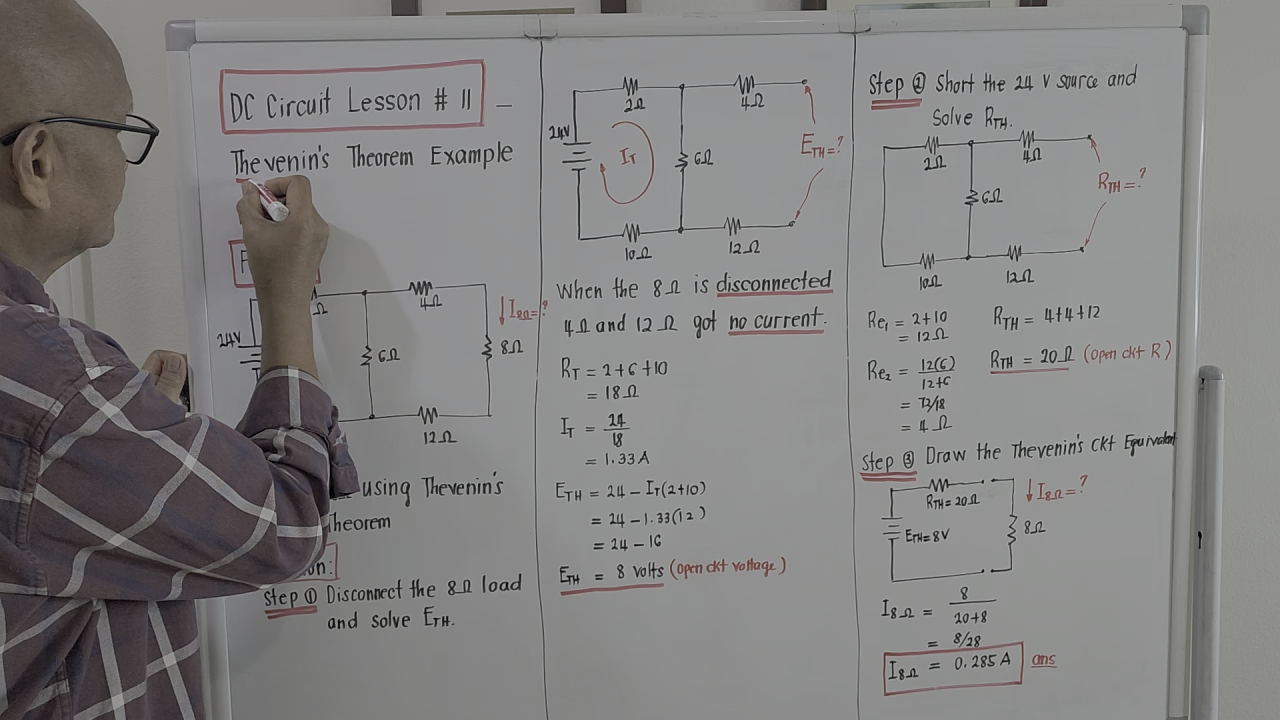 DC Circuit Lesson # 11
Thevenin's Theorem Example
24V
4Ω
6Ω
I8Ω=?
8Ω
12Ω
using Thevenin's
Theorem
Step ① Disconnect the 8Ω load
and solve ETH.
24V
2Ω
4Ω
IT
6Ω
ETH=?
10Ω
12Ω
When the 8Ω is disconnected
4Ω and 12Ω got no current.
RT = 2+6+10
= 18Ω
IT = 24/18
= 1.33A
ETH = 24 - IT(2+10)
= 24 - 1.33(12)
= 24 - 16
ETH = 8 volts (open ckt voltage)
Step ② Short the 24 V source and
Solve RTH.
2Ω
4Ω
6Ω
RTH=?
10Ω
12Ω
Re1 = 2+10
= 12Ω
Re2 = 12(6)/12+6
= 72/18
= 4Ω
RTH = 4+4+12
RTH = 20Ω (open ckt R)
Step ③ Draw the Thevenin's Ckt Equivalent
RTH=20Ω
I8Ω=?
ETH=8V
8Ω
I8Ω = 8/20+8
= 8/28
I8Ω = 0.285A ans